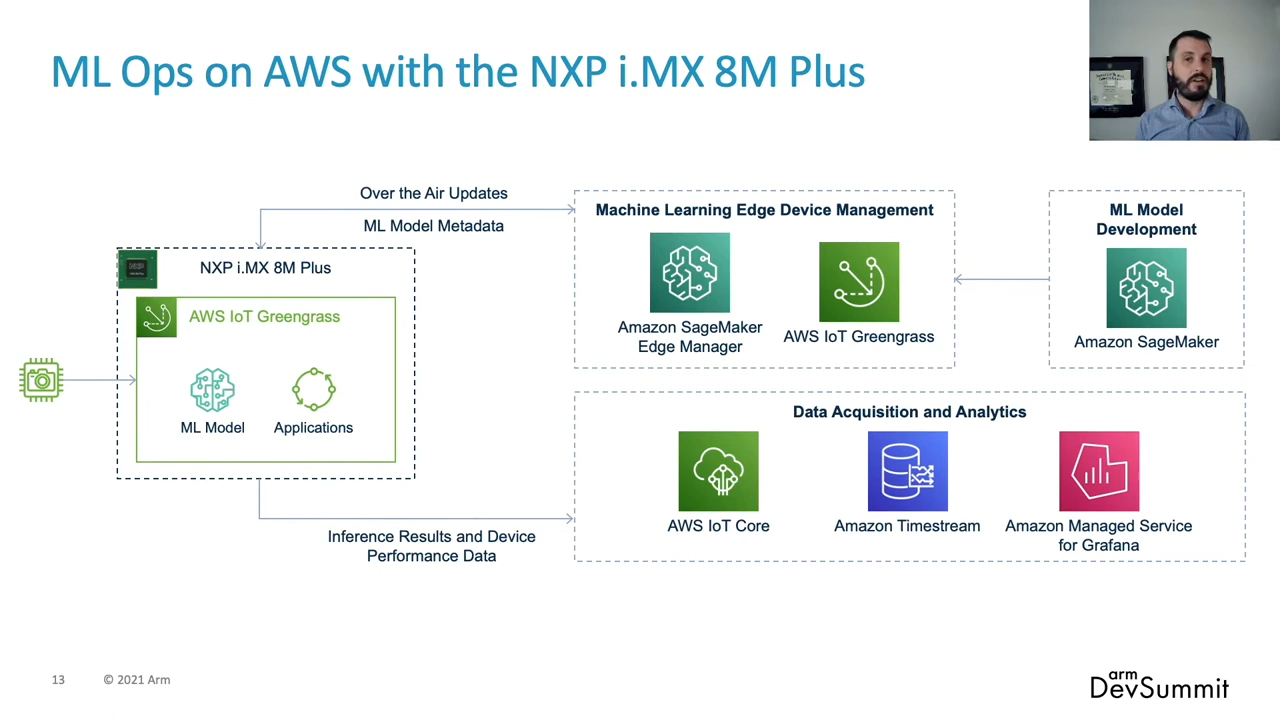 ML Ops on AWS with the NXP i.MX 8M Plus
Over the Air Updates
ML Model Metadata
NXP i.MX 8M Plus
NXP
AWS IoT Greengrass
ML Model
Applications
Inference Results and Device
Performance Data
Machine Learning Edge Device Management
Amazon SageMaker
Edge Manager
AWS IoT Greengrass
ML Model
Development
Amazon SageMaker
Data Acquisition and Analytics
AWS IoT Core
Amazon Timestream
Amazon Managed Service
for Grafana
13
© 2021 Arm
arm
DevSummit